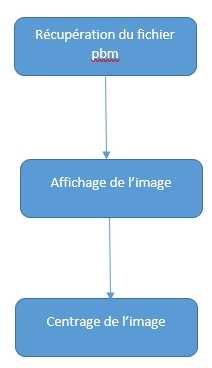 Récupération du fichier
pbm
Affichage de l’image
Centrage de l’image